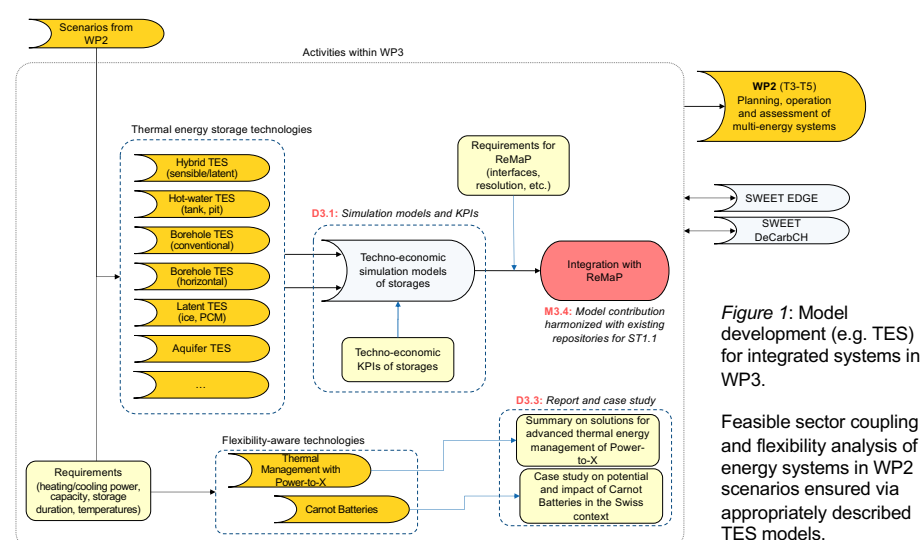 Scenarios from
WP2
Activities within WP3
WP2 (T3-T5)
Planning, operation
and assessment of
multi-energy systems
Thermal energy storage technologies
Hybrid TES
(sensible/latent)
Hot-water TES
(tank, pit)
Borehole TES
(conventional)
Borehole TES
(horizontal)
Latent TES
(ice, PCM)
Aquifer TES
…
Requirements for
ReMaP
(interfaces,
resolution, etc.)
D3.1: Simulation models and KPIs
Techno-economic
simulation models
of storages
Techno-economic
KPIs of storages
Integration with
ReMaP
M3.4: Model contribution
harmonized with existing
repositories for ST1.1
SWEET EDGE
SWEET
DeCarbCH
D3.3: Report and case study
Summary on solutions for
advanced thermal energy
management of Power-
to-X
Case study on potential
and impact of Carnot
Batteries in the Swiss
context
Flexibility-aware technologies
Thermal
Management with
Power-to-X
Carnot Batteries
Requirements
(heating/cooling power,
capacity, storage
duration, temperatures)
Figure 1: Model
development (e.g. TES)
for integrated systems in
WP3.
Feasible sector coupling
and flexibility analysis of
energy systems in WP2
scenarios ensured via
appropriately described
TES models.